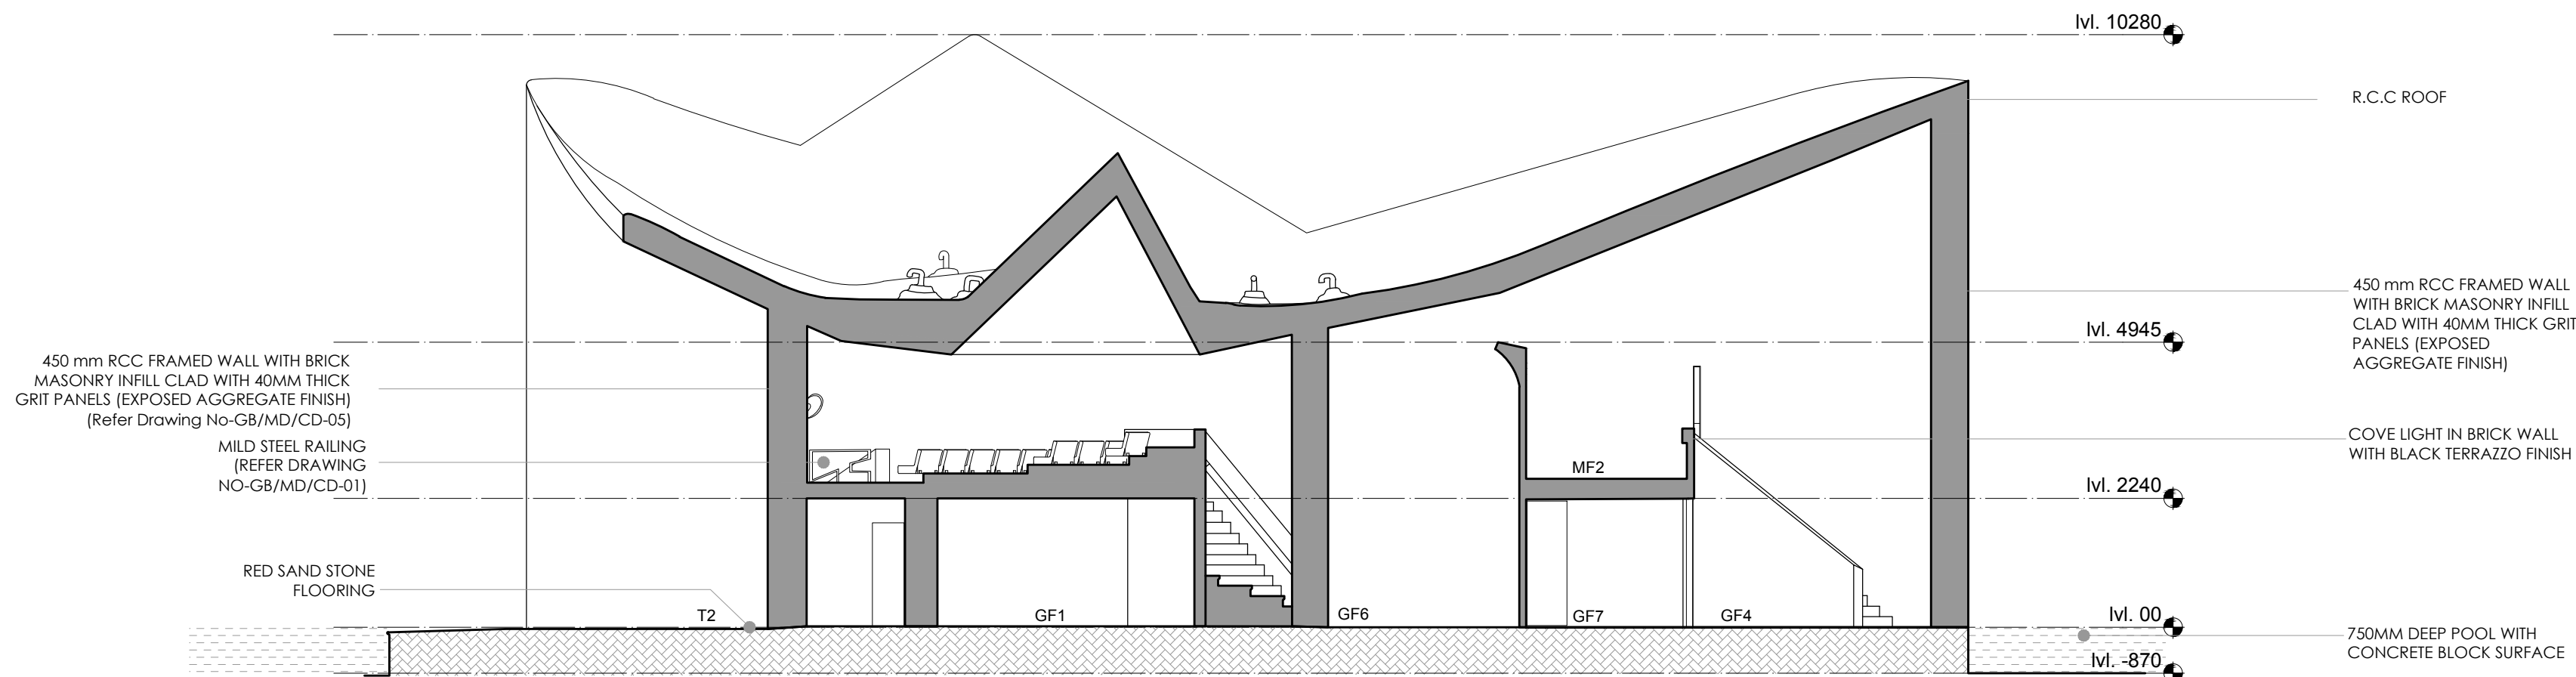 lvl. 10280
R.C.C ROOF
450 mm RCC FRAMED WALL
WITH BRICK MASONRY INFILL
CLAD WITH 40MM THICK GRIT
PANELS (EXPOSED
AGGREGATE FINISH)
lvl. 4945
450 mm RCC FRAMED WALL WITH BRICK
MASONRY INFILL CLAD WITH 40MM THICK
GRIT PANELS (EXPOSED AGGREGATE FINISH)
(Refer Drawing No-GB/MD/CD-05)
MILD STEEL RAILING
(REFER DRAWING
NO-GB/MD/CD-01)
COVE LIGHT IN BRICK WALL
WITH BLACK TERRAZZO FINISH
MF2
lvl. 2240
RED SAND STONE
FLOORING
T2
GF1
GF6
GF7
GF4
lvl. 00
750MM DEEP POOL WITH
CONCRETE BLOCK SURFACE
lvl. -870